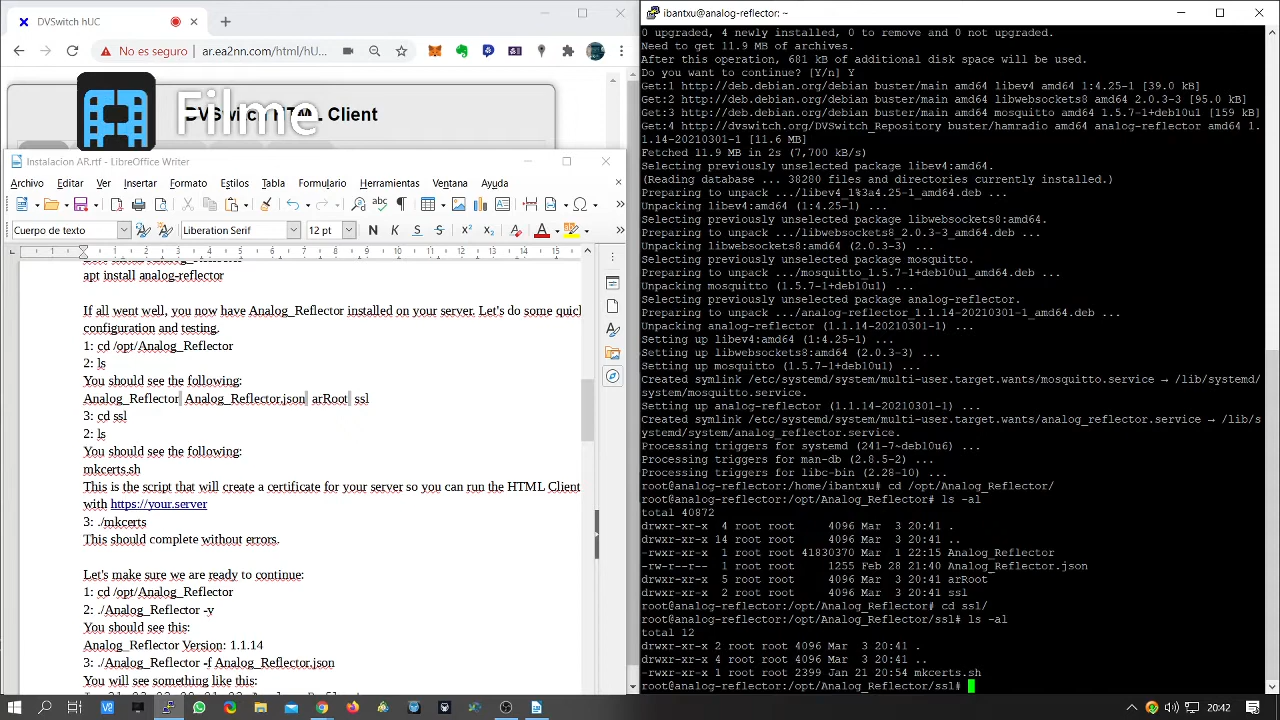 DVSwitch hUC
No es seguro
area2nn.com/html/hU...
Filme
DVSwitch HTML Client
Instalacion AR.rtf - LibreOffice Writer
Archivo Editar Ver Insertar Formato Estilos Tabla Formulario Herramientas Ventana Ayuda
Cuerpo de texto Liberation Serif 12 pt N K S
apt install analog-reflector
If all went well, you now have Analog_Reflector installed on your server. Let's do some quick
configuration and testing.
1: cd /opt/Analog_Reflector
2: ls
You should see the following:
Analog_Reflector Analog_Reflector.json arRoot ssl
3: cd ssl
2: ls
You should see the following:
mkcerts.sh
This is the script that will create a certificate for your server so you can run the HTML Client
with https://your.server
3: ./mkcerts
This should complete without errors.
Let's make sure we are ready to continue:
1: cd /opt/Analog_Reflector
2: ./Analog_Reflector -y
You should see this:
Analog_Reflector Version: 1.1.14
3: ./Analog_Reflector -f Analog_Reflector.json
You will see something
ibantxu@analog-reflector: ~
0 upgraded, 4 newly installed, 0 to remove and 0 not upgraded.
Need to get 11.9 MB of archives.
After this operation, 681 kB of additional disk space will be used.
Do you want to continue? [Y/n] Y
Get:1 http://deb.debian.org/debian buster/main amd64 libev4 amd64 1:4.25-1 [39.0 kB]
Get:2 http://deb.debian.org/debian buster/main amd64 libwebsockets8 amd64 2.0.3-3 [95.0 kB]
Get:3 http://deb.debian.org/debian buster/main amd64 mosquitto amd64 1.5.7-1+deb10u1 [159 kB]
Get:4 http://dvswitch.org/DVSwitch_Repository buster/hamradio amd64 analog-reflector amd64 1.
1.14-20210301-1 [11.6 MB]
Fetched 11.9 MB in 2s (7,700 kB/s)
Selecting previously unselected package libev4:amd64.
(Reading database ... 38280 files and directories currently installed.)
Preparing to unpack .../libev4_1%3a4.25-1_amd64.deb ...
Unpacking libev4:amd64 (1:4.25-1) ...
Selecting previously unselected package libwebsockets8:amd64.
Preparing to unpack .../libwebsockets8_2.0.3-3_amd64.deb ...
Unpacking libwebsockets8:amd64 (2.0.3-3) ...
Selecting previously unselected package mosquitto.
Preparing to unpack .../mosquitto_1.5.7-1+deb10u1_amd64.deb ...
Unpacking mosquitto (1.5.7-1+deb10u1) ...
Selecting previously unselected package analog-reflector.
Preparing to unpack .../analog-reflector_1.1.14-20210301-1_amd64.deb ...
Unpacking analog-reflector (1.1.14-20210301-1) ...
Setting up libev4:amd64 (1:4.25-1) ...
Setting up libwebsockets8:amd64 (2.0.3-3) ...
Setting up mosquitto (1.5.7-1+deb10u1) ...
Created symlink /etc/systemd/system/multi-user.target.wants/mosquitto.service → /lib/systemd/
system/mosquitto.service.
Setting up analog-reflector (1.1.14-20210301-1) ...
Created symlink /etc/systemd/system/multi-user.target.wants/analog_reflector.service → /lib/s
ystemd/system/analog_reflector.service.
Processing triggers for systemd (241-7~deb10u6) ...
Processing triggers for man-db (2.8.5-2) ...
Processing triggers for libc-bin (2.28-10) ...
root@analog-reflector:/home/ibantxu# cd /opt/Analog_Reflector/
root@analog-reflector:/opt/Analog_Reflector# ls -al
total 40872
drwxr-xr-x 4 root root 4096 Mar 3 20:41 .
drwxr-xr-x 14 root root 4096 Mar 3 20:41 ..
-rwxr-xr-x 1 root root 41830370 Mar 1 22:15 Analog_Reflector
-rw-r--r-- 1 root root 1255 Feb 28 21:40 Analog_Reflector.json
drwxr-xr-x 5 root root 4096 Mar 3 20:41 arRoot
drwxr-xr-x 2 root root 4096 Mar 3 20:41 ssl
root@analog-reflector:/opt/Analog_Reflector# cd ssl/
root@analog-reflector:/opt/Analog_Reflector/ssl# ls -al
total 12
drwxr-xr-x 2 root root 4096 Mar 3 20:41 .
drwxr-xr-x 4 root root 4096 Mar 3 20:41 ..
-rwxr-xr-x 1 root root 2399 Jan 21 20:54 mkcerts.sh
root@analog-reflector:/opt/Analog_Reflector/ssl#
20:42